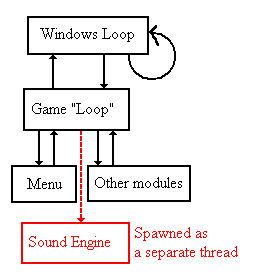 Windows Loop
Game "Loop"
Menu
Other modules
Sound Engine
Spawned as
a separate thread